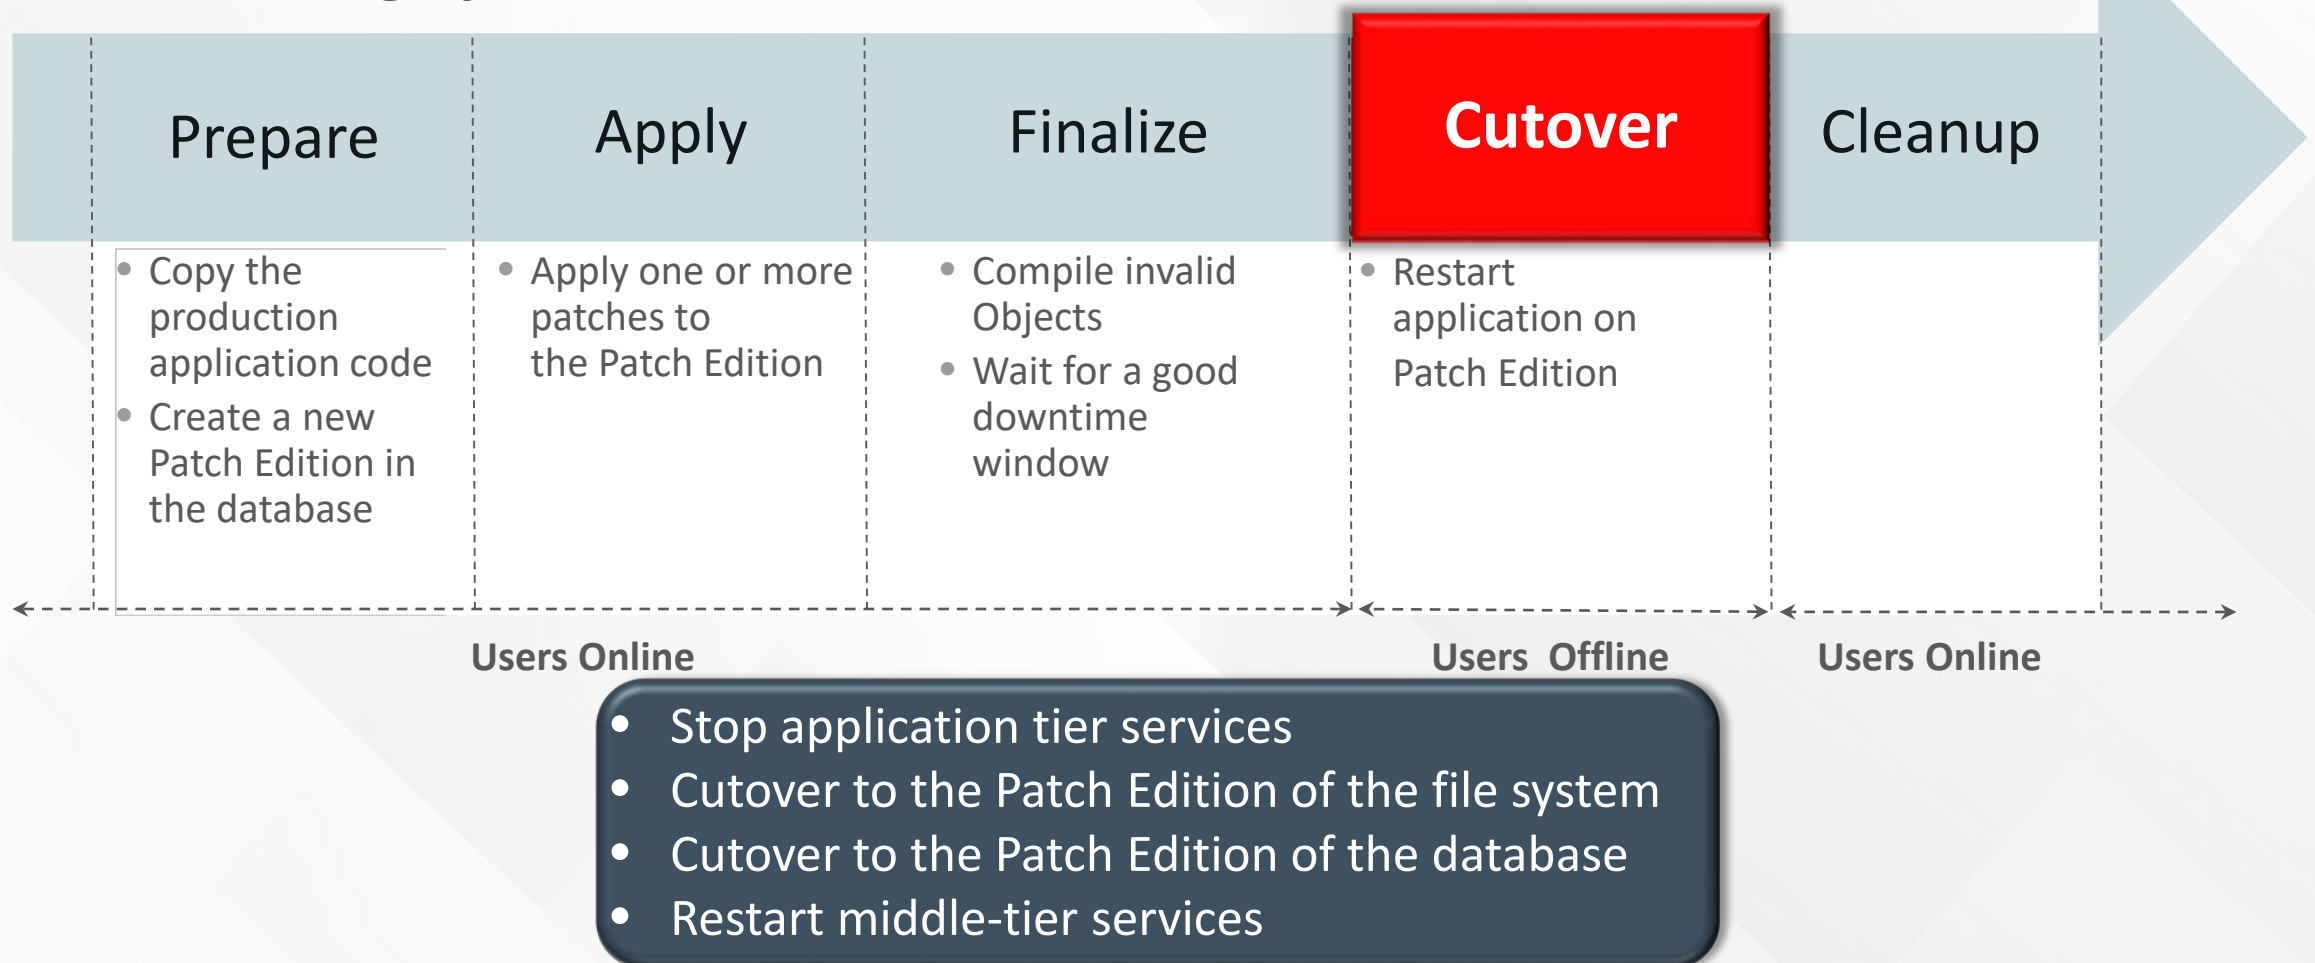 Prepare
Apply
Finalize
Cutover
Cleanup
• Copy the
production
application code
• Create a new
Patch Edition in
the database
• Apply one or more
patches to
the Patch Edition
• Compile invalid
Objects
• Wait for a good
downtime
window
• Restart
application on
Patch Edition
Users Online
Users Offline
Users Online
• Stop application tier services
• Cutover to the Patch Edition of the file system
• Cutover to the Patch Edition of the database
• Restart middle-tier services